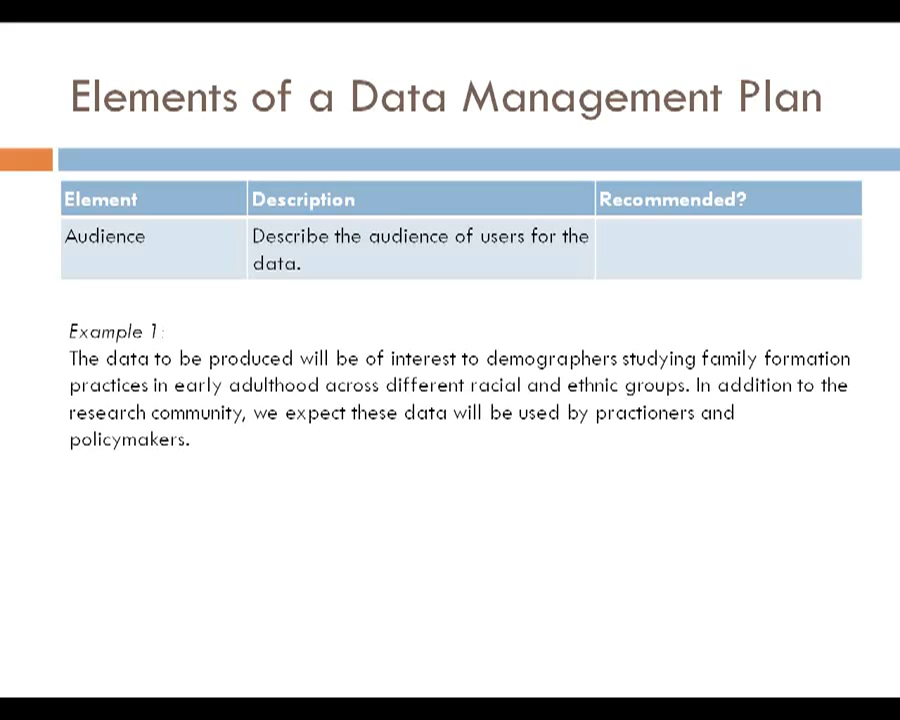 Elements of a Data Management Plan
Element Description Recommended?
Audience Describe the audience of users for the
data.
Example 1:
The data to be produced will be of interest to demographers studying family formation
practices in early adulthood across different racial and ethnic groups. In addition to the
research community, we expect these data will be used by practioners and
policymakers.